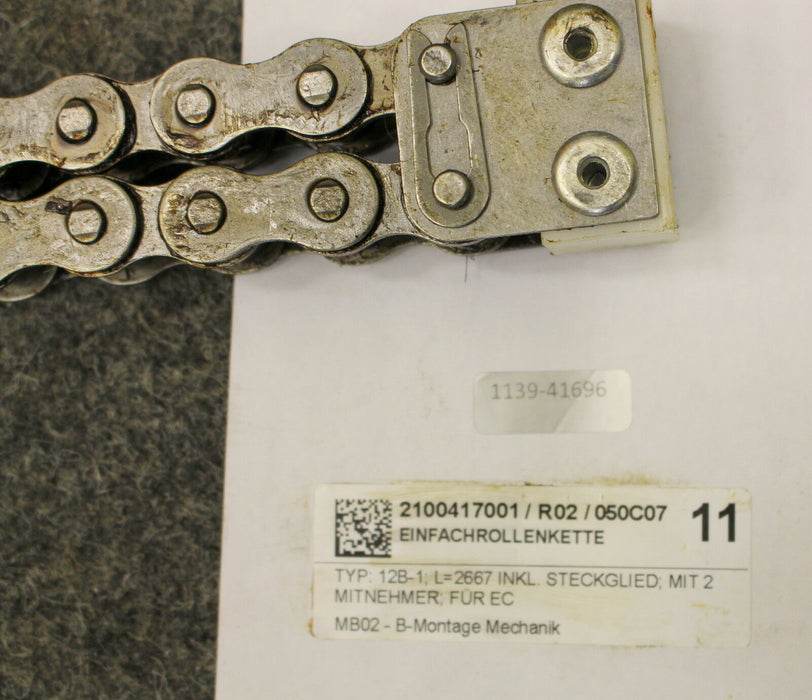 1139-41696
2100417001 / R02 / 050C07 11
EINFACHROLLENKETTE
TYP: 12B-1; L=2667 INKL. STECKGLIED; MIT 2
MITNEHMER; FÜR EC
MB02 - B-Montage Mechanik